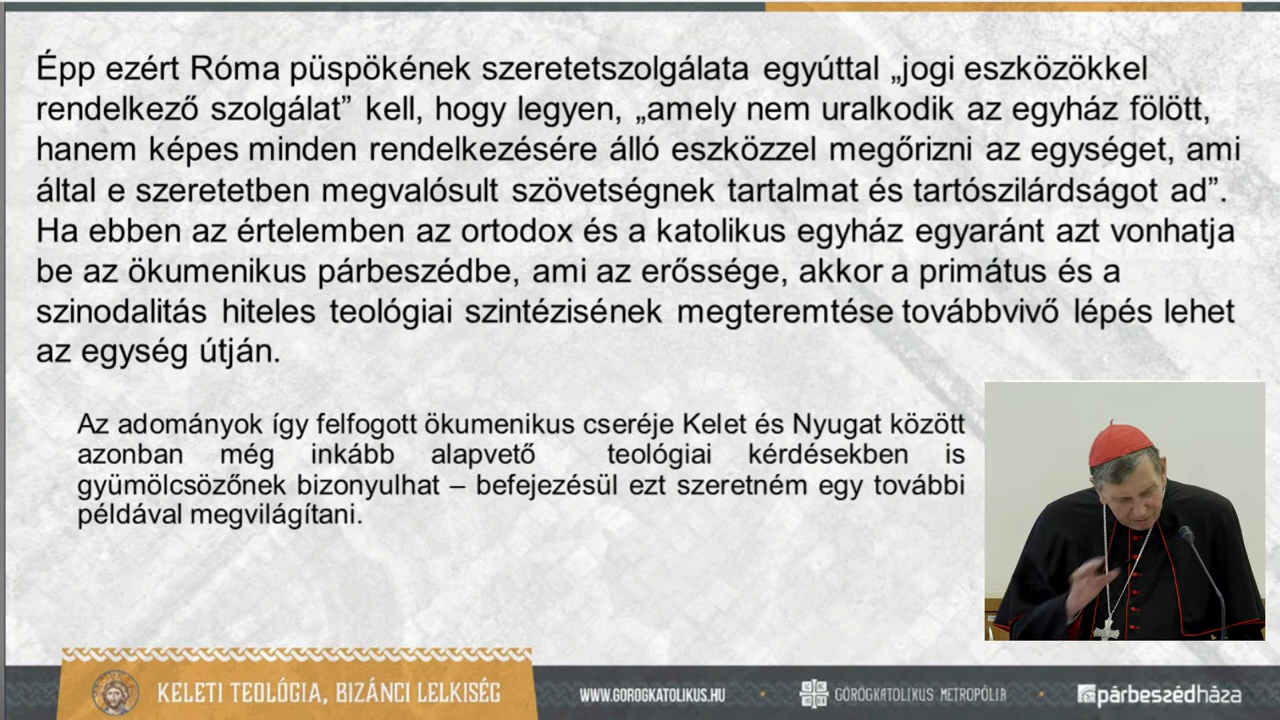 Épp ezért Róma püspökének szeretetszolgálata egyúttal „jogi eszközökkel
rendelkező szolgálat” kell, hogy legyen, „amely nem uralkodik az egyház fölött,
hanem képes minden rendelkezésére álló eszközzel megőrizni az egységet, ami
által e szeretetben megvalósult szövetségnek tartalmat és tartószilárdságot ad”.
Ha ebben az értelemben az ortodox és a katolikus egyház egyaránt azt vonhatja
be az ökumenikus párbeszédbe, ami az erőssége, akkor a primátus és a
szinodalitás hiteles teológiai szintézisének megteremtése továbbvivő lépés lehet
az egység útján.
Az adományok így felfogott ökumenikus cseréje Kelet és Nyugat között
azonban még inkább alapvető teológiai kérdésekben is
gyümölcsözőnek bizonyulhat – befejezésül ezt szeretném egy további
példával megvilágítani.
KELETI TEOLÓGIA, BIZÁNCI LELKISÉG
WWW.GOROGKATOLIKUS.HU
GÖRÖGKATOLIKUS METROPÓLIA
párbeszédháza